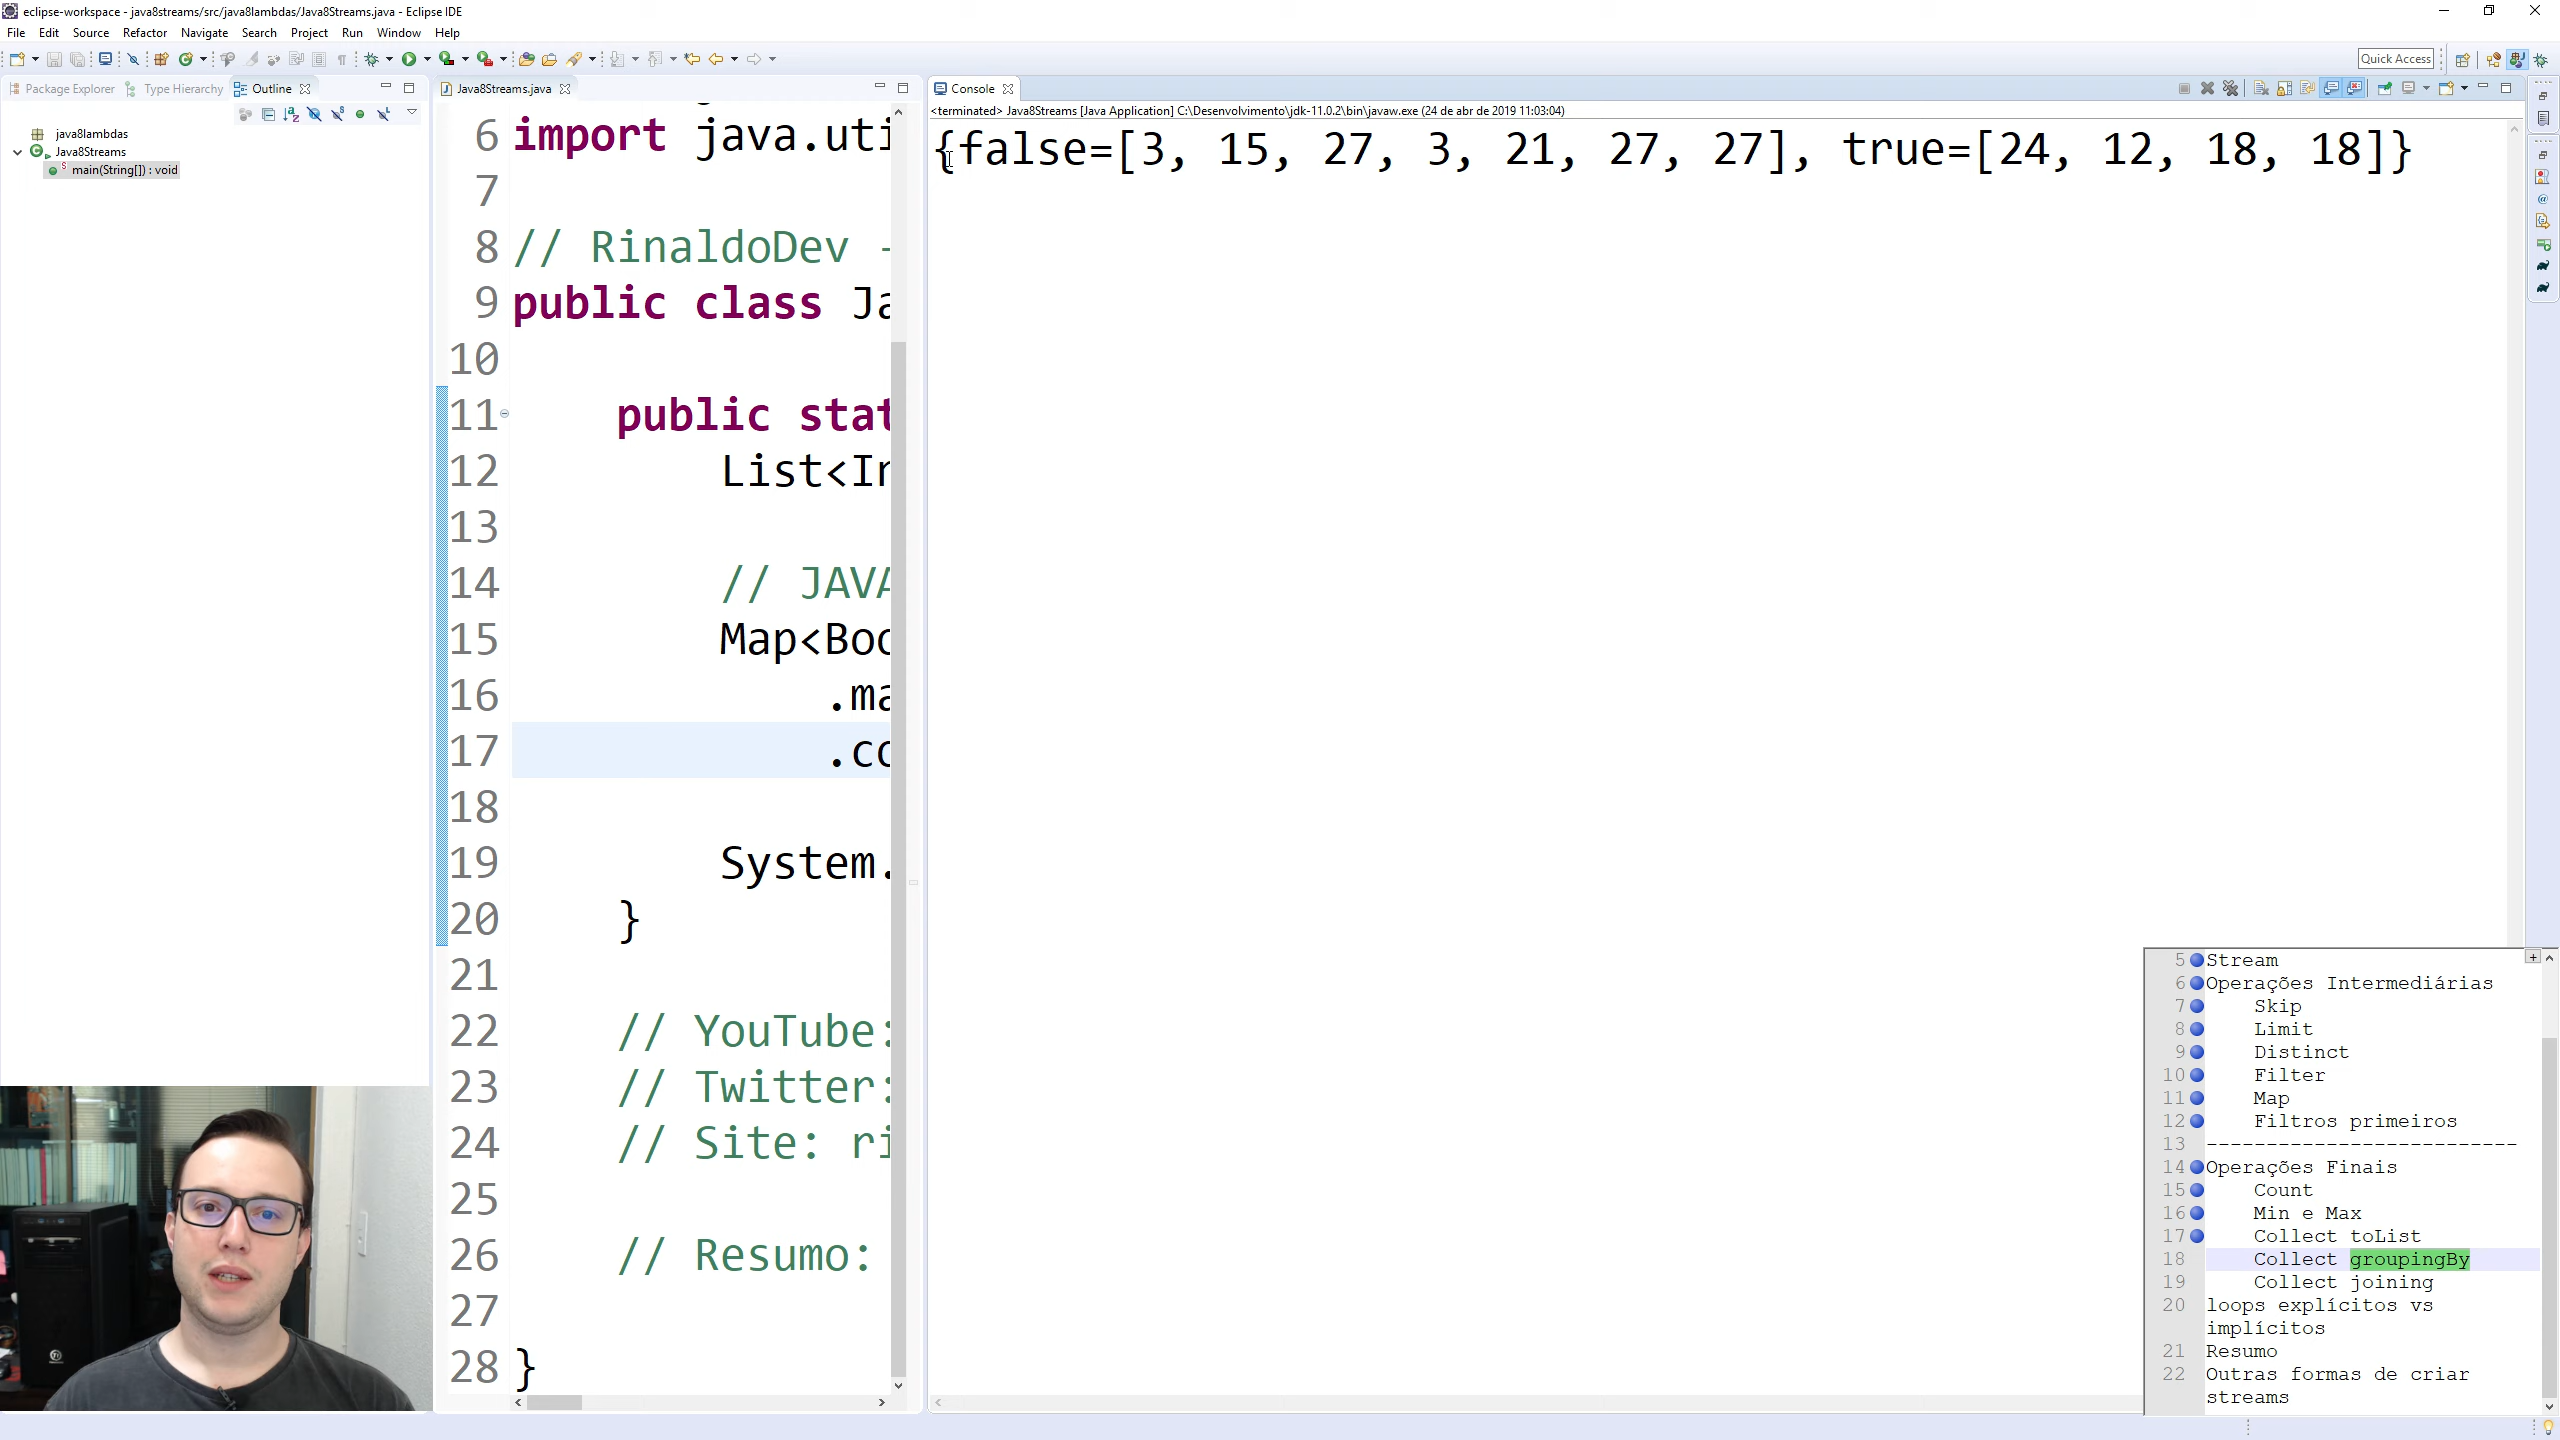 eclipse-workspace - java8streams/src/java8lambdas/Java8Streams.java - Eclipse IDE
File Edit Source Refactor Navigate Search Project Run Window Help
Quick Access
Package Explorer Type Hierarchy Outline
java8lambdas
Java8Streams
main(String[]) : void
Java8Streams.java
6 import java.uti
7
8 // RinaldoDev -
9 public class Ja
10
11 public stat
12 List<In
13
14 // JAVA
15 Map<Boo
16 .ma
17 .co
18
19 System.
20 }
21
22 // YouTube:
23 // Twitter:
24 // Site: ri
25
26 // Resumo:
27
28 }
Console
<terminated> Java8Streams [Java Application] C:\Desenvolvimento\jdk-11.0.2\bin\javaw.exe (24 de abr de 2019 11:03:04)
{false=[3, 15, 27, 3, 21, 27, 27], true=[24, 12, 18, 18]}
5 Stream
6 Operações Intermediárias
7 Skip
8 Limit
9 Distinct
10 Filter
11 Map
12 Filtros primeiros
13 --------------------------
14 Operações Finais
15 Count
16 Min e Max
17 Collect toList
18 Collect groupingBy
19 Collect joining
20 loops explícitos vs
implícitos
21 Resumo
22 Outras formas de criar
streams